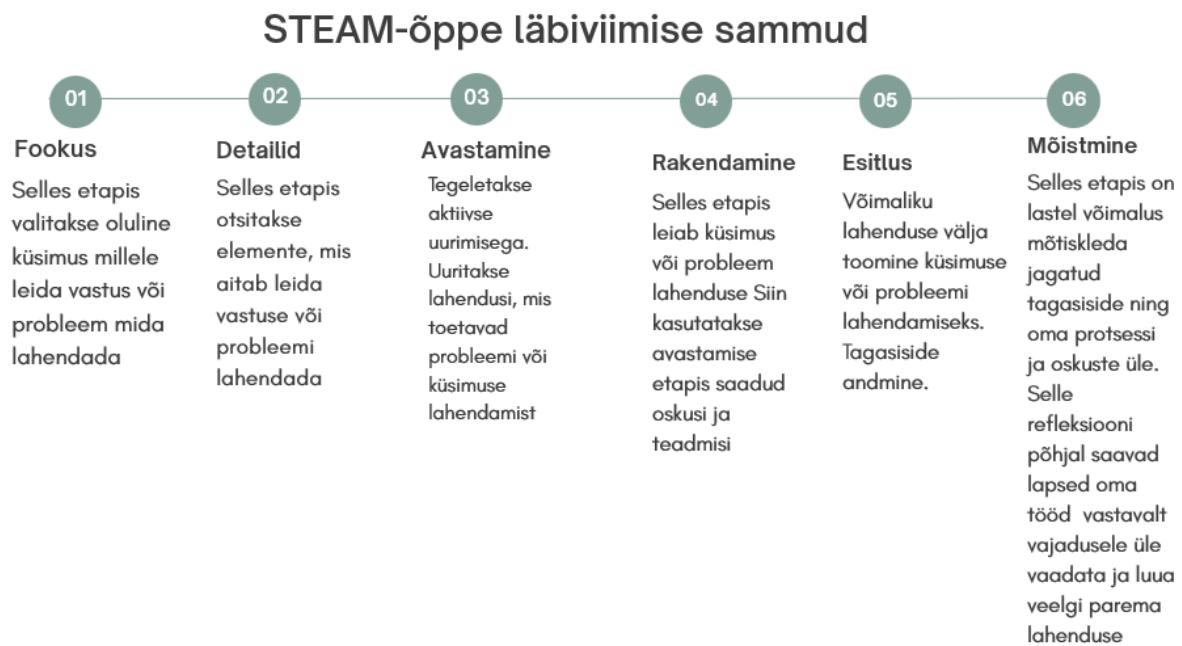 STEAM-õppe läbiviimise sammud
01
Fookus
Selles etapis
valitakse oluline
küsimus millele
leida vastus või
probleem mida
lahendada
02
Detailid
Selles etapis
otsitakse
elemente, mis
aitab leida
vastuse või
probleemi
lahendada
03
Avastamine
Tegeletakse
aktiivse
uurimisega.
Uuritakse
lahendusi, mis
toetavad
probleemi või
küsimuse
lahendamist
04
Rakendamine
Selles etapis
leiab küsimus
või probleem
lahenduse Siin
kasutatakse
avastamise
etapis saadud
oskusi ja
teadmisi
05
Esitlus
Võimaliku
lahenduse välja
toomine küsimuse
või probleemi
lahendamiseks.
Tagasiside
andmine.
06
Mõistmine
Selles etapis on
lastel võimalus
mõtiskleda
jagatud
tagasiside ning
oma protsessi
ja oskuste üle.
Selle
refleksiooni
põhjal saavad
lapsed oma
tööd vastavalt
vajadusele üle
vaadata ja luua
veelgi parema
lahenduse